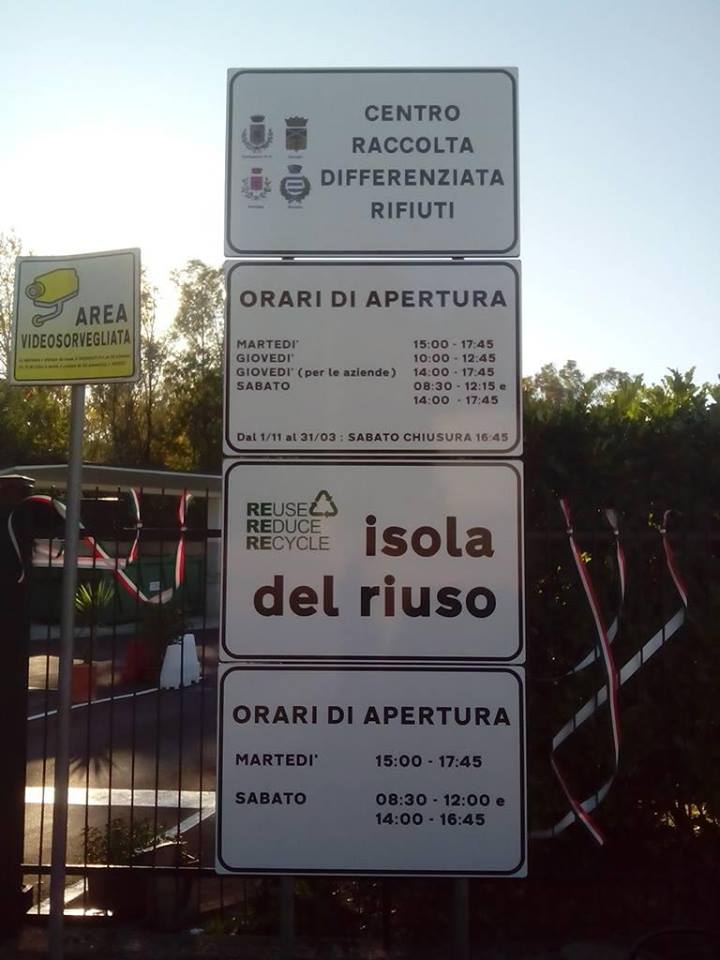 CENTRO
RACCOLTA
DIFFERENZIATA
RIFIUTI
AREA
VIDEOSORVEGLIATA
ORARI DI APERTURA
MARTEDI' 15:00 - 17:45
GIOVEDI' 10:00 - 12:45
GIOVEDI' (per le aziende) 14:00 - 17:45
SABATO 08:30 - 12:15 e
14:00 - 17:45
Dal 1/11 al 31/03 : SABATO CHIUSURA 16:45
REUSE
REDUCE
RECYCLE
isola
del riuso
ORARI DI APERTURA
MARTEDI' 15:00 - 17:45
SABATO 08:30 - 12:00 e
14:00 - 16:45